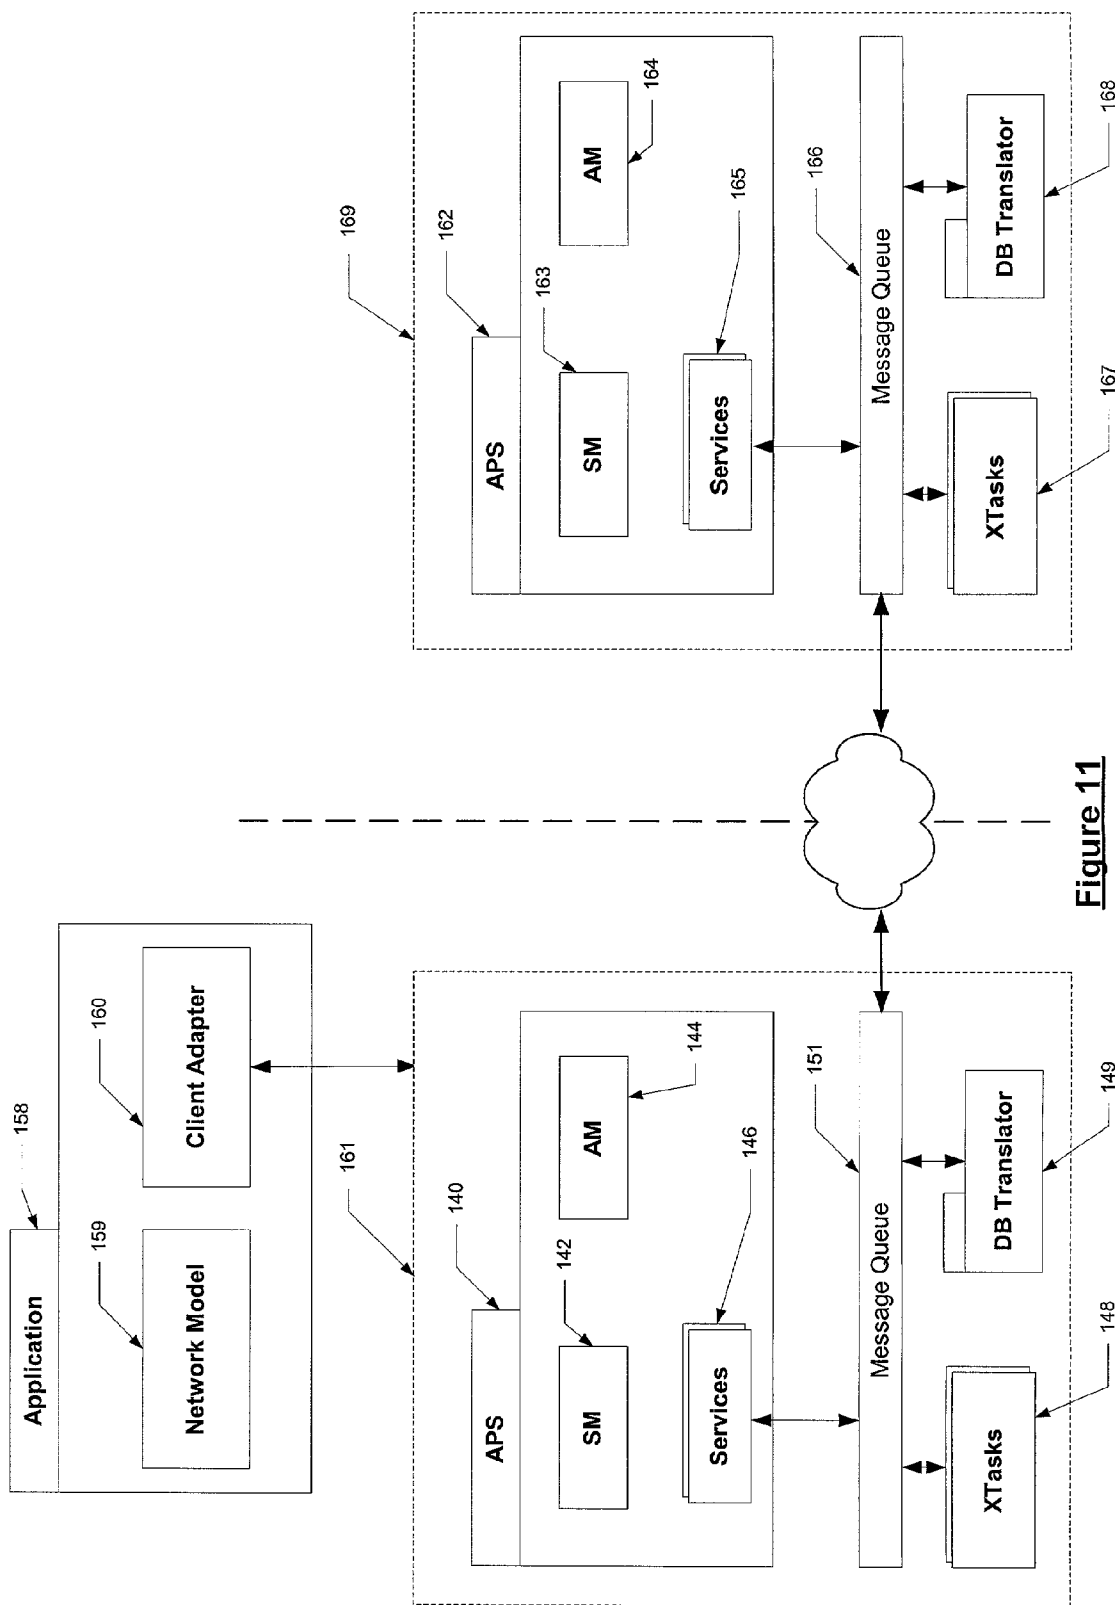 Application
158
159
160
Network Model
Client Adapter
161
140
APS
142
SM
AM
144
Services
146
151
Message Queue
XTasks
148
DB Translator
149
169
162
APS
163
SM
AM
164
Services
165
166
Message Queue
XTasks
167
DB Translator
168
Figure 11